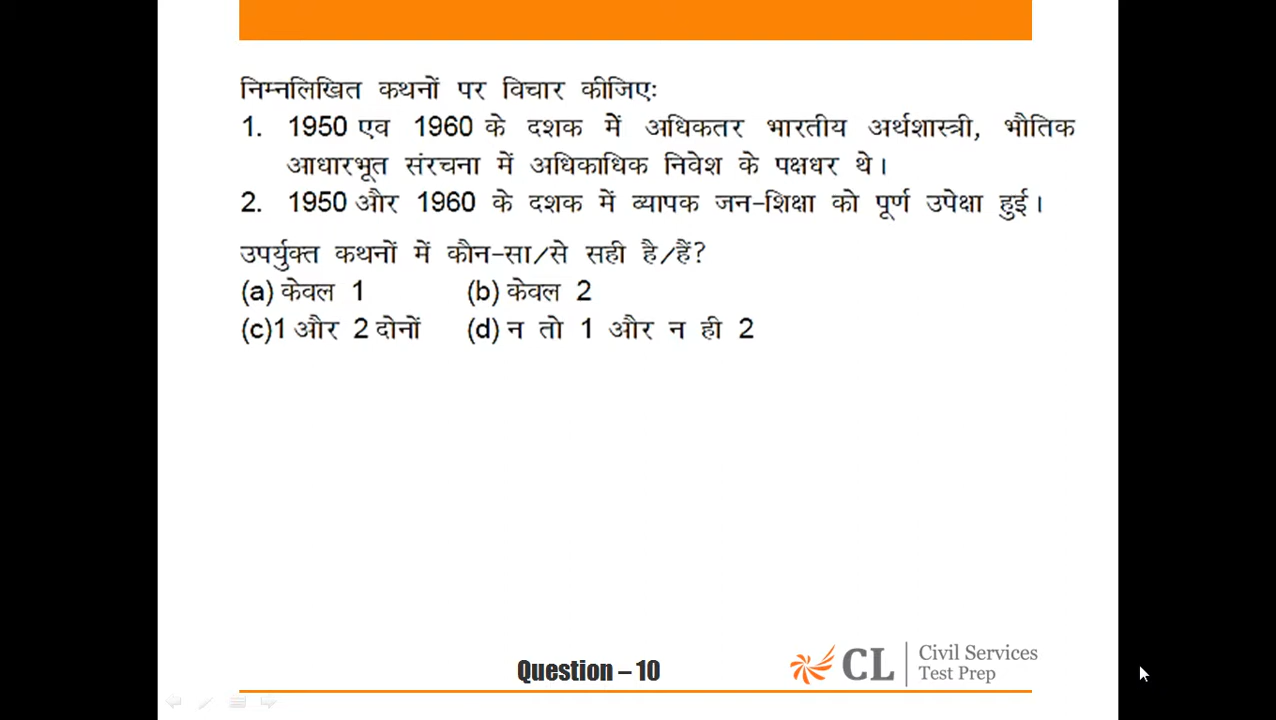 निम्नलिखित कथनों पर विचार कीजिएः
1. 1950 एव 1960 के दशक में अधिकतर भारतीय अर्थशास्त्री, भौतिक
आधारभूत संरचना में अधिकाधिक निवेश के पक्षधर थे।
2. 1950 और 1960 के दशक में व्यापक जन-शिक्षा को पूर्ण उपेक्षा हुई।
उपर्युक्त कथनों में कौन-सा/से सही है/हैं?
(a) केवल 1 (b) केवल 2
(c)1 और 2 दोनों (d) न तो 1 और न ही 2
Question – 10
CL
Civil Services
Test Prep